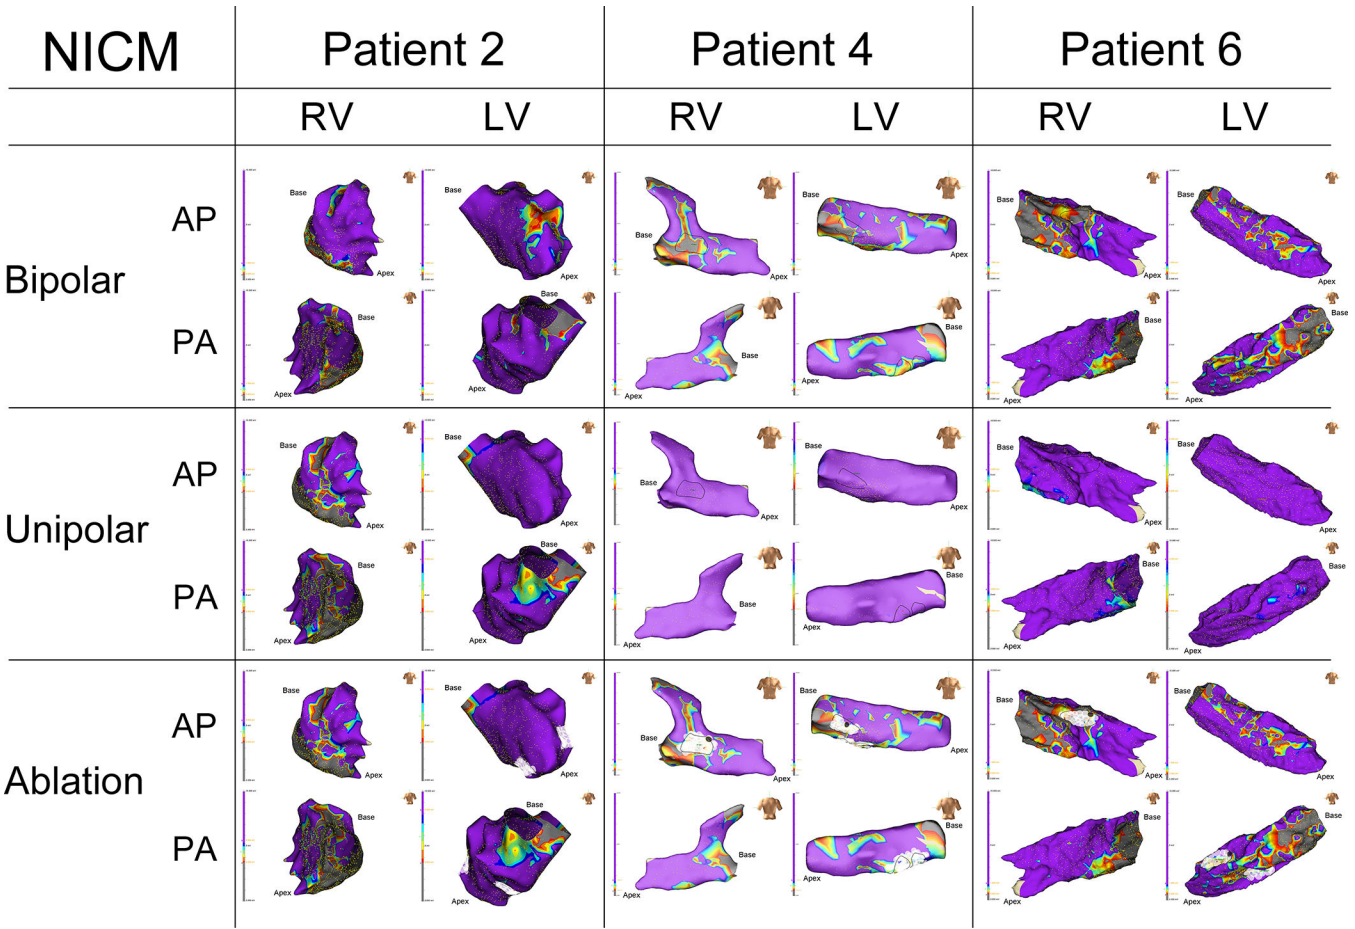 NICM Patient 2 Patient 4 Patient 6
RV LV RV LV RV LV
Bipolar
AP
Base Apex Base Apex Base Apex Base Apex Base Apex Base Apex
PA
Base Apex Base Apex Base Apex Base Apex Base Apex Base Apex
Unipolar
AP
Base Apex Base Apex Base Apex Base Apex Base Apex Base Apex
PA
Base Apex Base Apex Base Apex Base Apex Base Apex Base Apex
Ablation
AP
Base Apex Base Apex Base Apex Base Apex Base Apex Base Apex
PA
Base Apex Base Apex Base Apex Base Apex Base Apex Base Apex